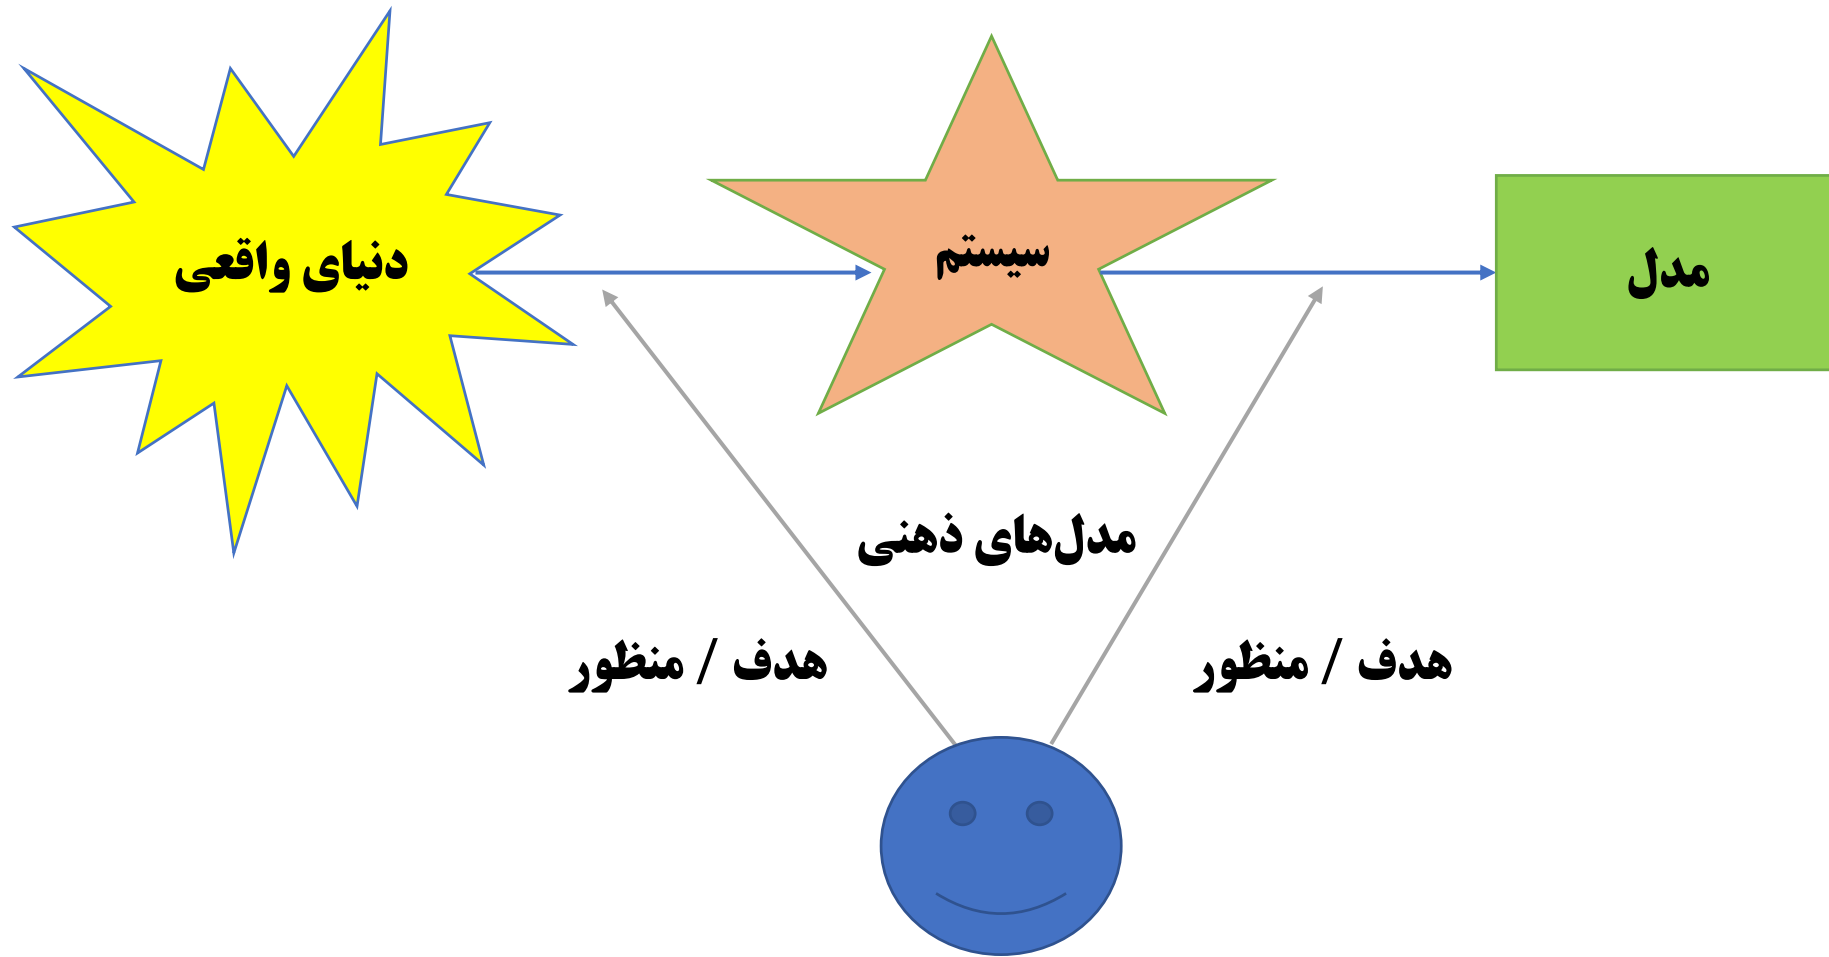 دنیای واقعی
سیستم
مدل
مدل‌های ذهنی
هدف / منظور
هدف / منظور